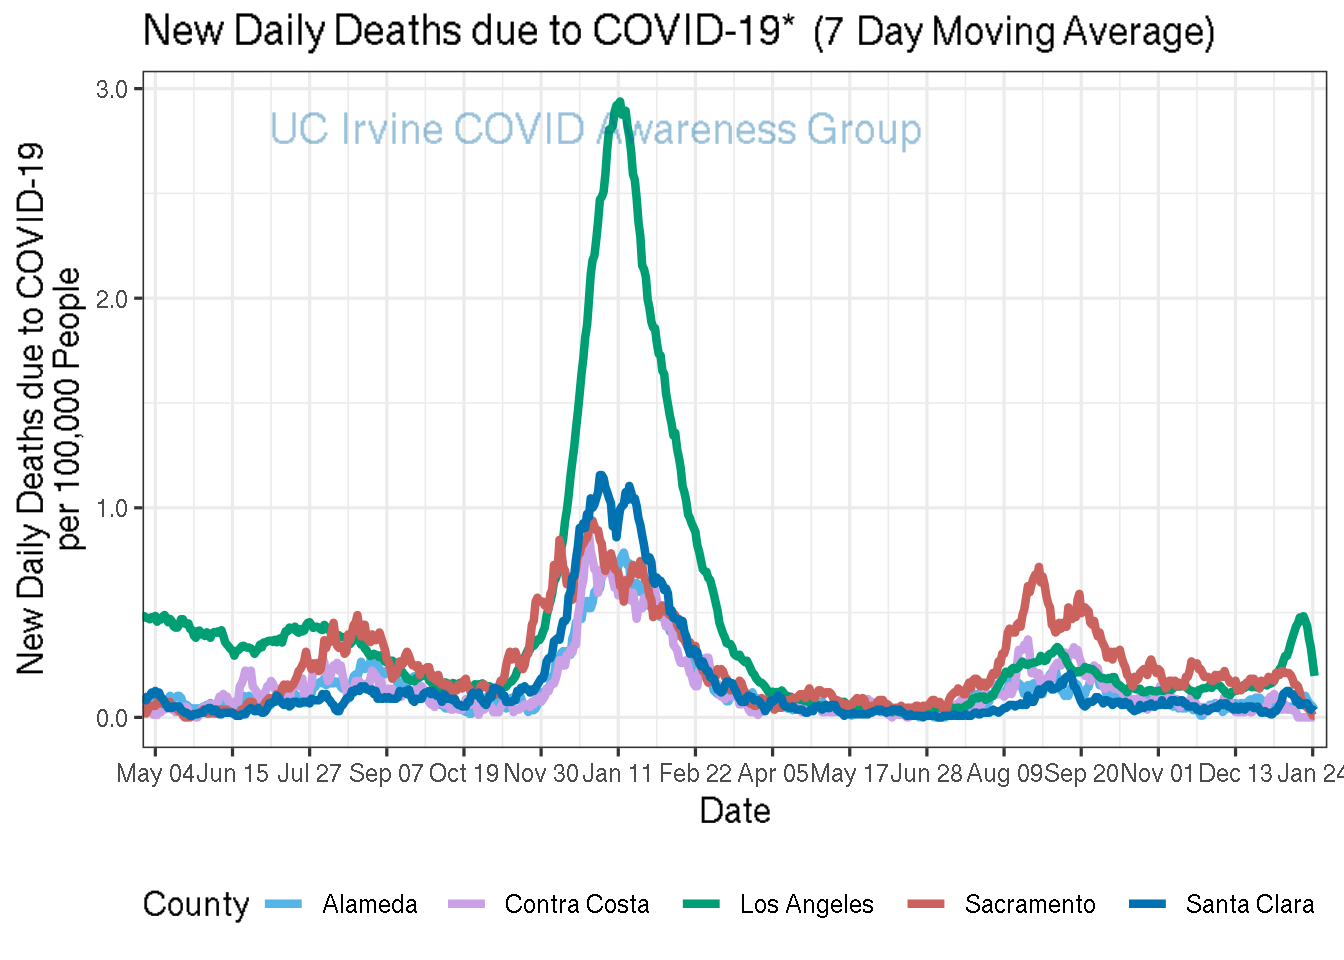 New Daily Deaths due to COVID-19* (7 Day Moving Average)
UC Irvine COVID Awareness Group
New Daily Deaths due to COVID-19
per 100,000 People
3.0
2.0
1.0
0.0
May 04 Jun 15 Jul 27 Sep 07 Oct 19 Nov 30 Jan 11 Feb 22 Apr 05 May 17 Jun 28 Aug 09 Sep 20 Nov 01 Dec 13 Jan 24
Date
County Alameda Contra Costa Los Angeles Sacramento Santa Clara